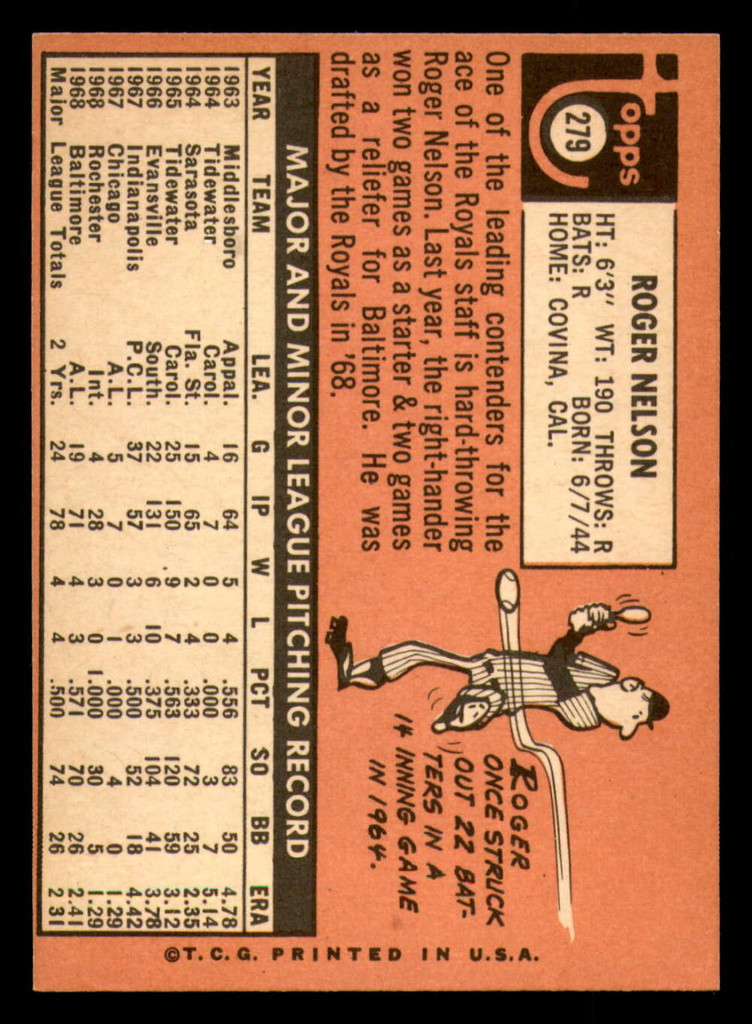 Topps
279
ROGER NELSON
HT: 6'3" WT: 190 THROWS: R
BATS: R BORN: 6/7/44
HOME: COVINA, CAL.
One of the leading contenders for the
ace of the Royals staff is hard-throwing
Roger Nelson. Last year, the right-hander
won two games as a starter & two games
as a reliefer for Baltimore. He was
drafted by the Royals in '68.
ROGER
ONCE STRUCK
OUT 22 BAT-
TERS IN A
14 INNING GAME
IN 1964.
MAJOR AND MINOR LEAGUE PITCHING RECORD
YEAR TEAM LEA. G IP W L PCT SO BB ERA
1963 Middlesboro Appal. 16 64 5 4 .556 83 50 4.78
1964 Tidewater Carol. 4 7 0 0 .000 3 7 5.14
1964 Sarasota Fla. St. 15 65 2 4 .333 72 25 2.35
1965 Tidewater Carol. 25 150 9 7 .563 120 59 3.12
1966 Evansville South. 22 131 6 10 .375 104 41 3.78
1967 Indianapolis P.C.L. 37 57 3 3 .500 52 18 4.42
1967 Chicago A.L. 5 7 0 1 .000 4 0 1.29
1968 Rochester Int. 4 28 3 0 1.000 30 5 1.29
1968 Baltimore A.L. 19 71 4 3 .571 70 26 2.41
Major League Totals 2 Yrs. 24 78 4 4 .500 74 26 2.31
©T.C.G. PRINTED IN U.S.A.